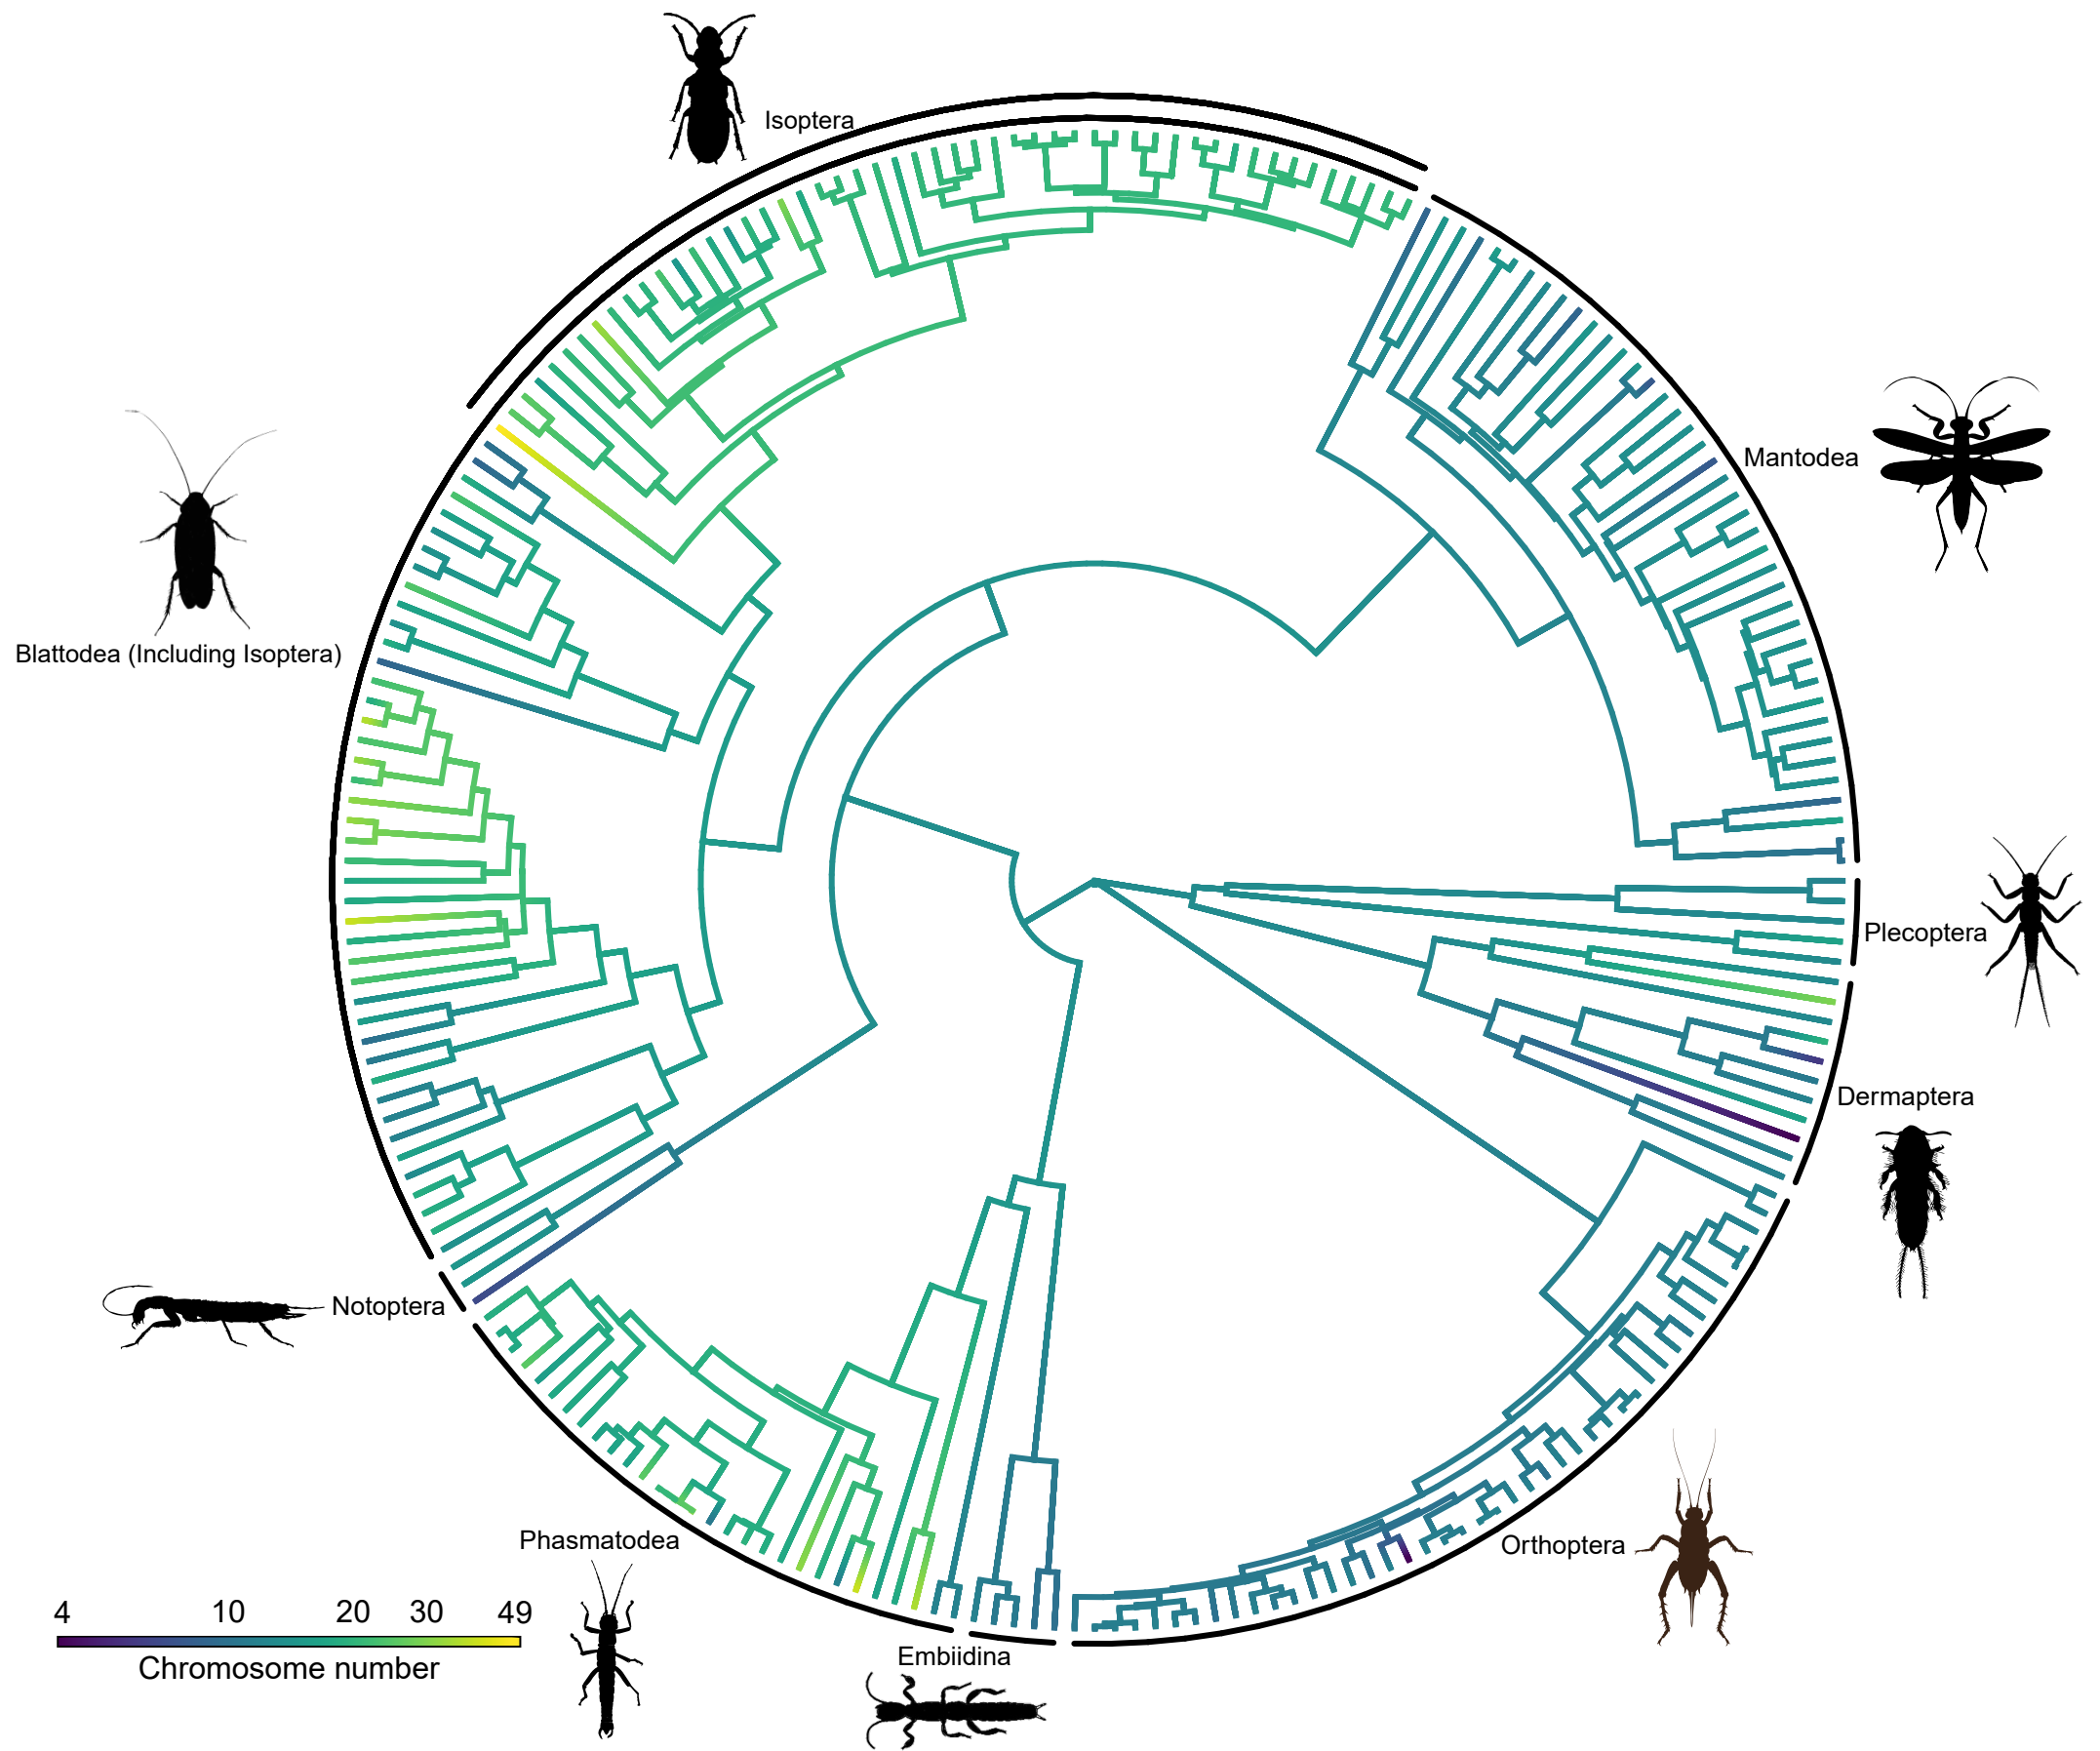 Isoptera
Mantodea
Blattodea (Including Isoptera)
Plecoptera
Dermaptera
Notoptera
Phasmatodea
Orthoptera
4 10 20 30 49
Chromosome number
Embiidina